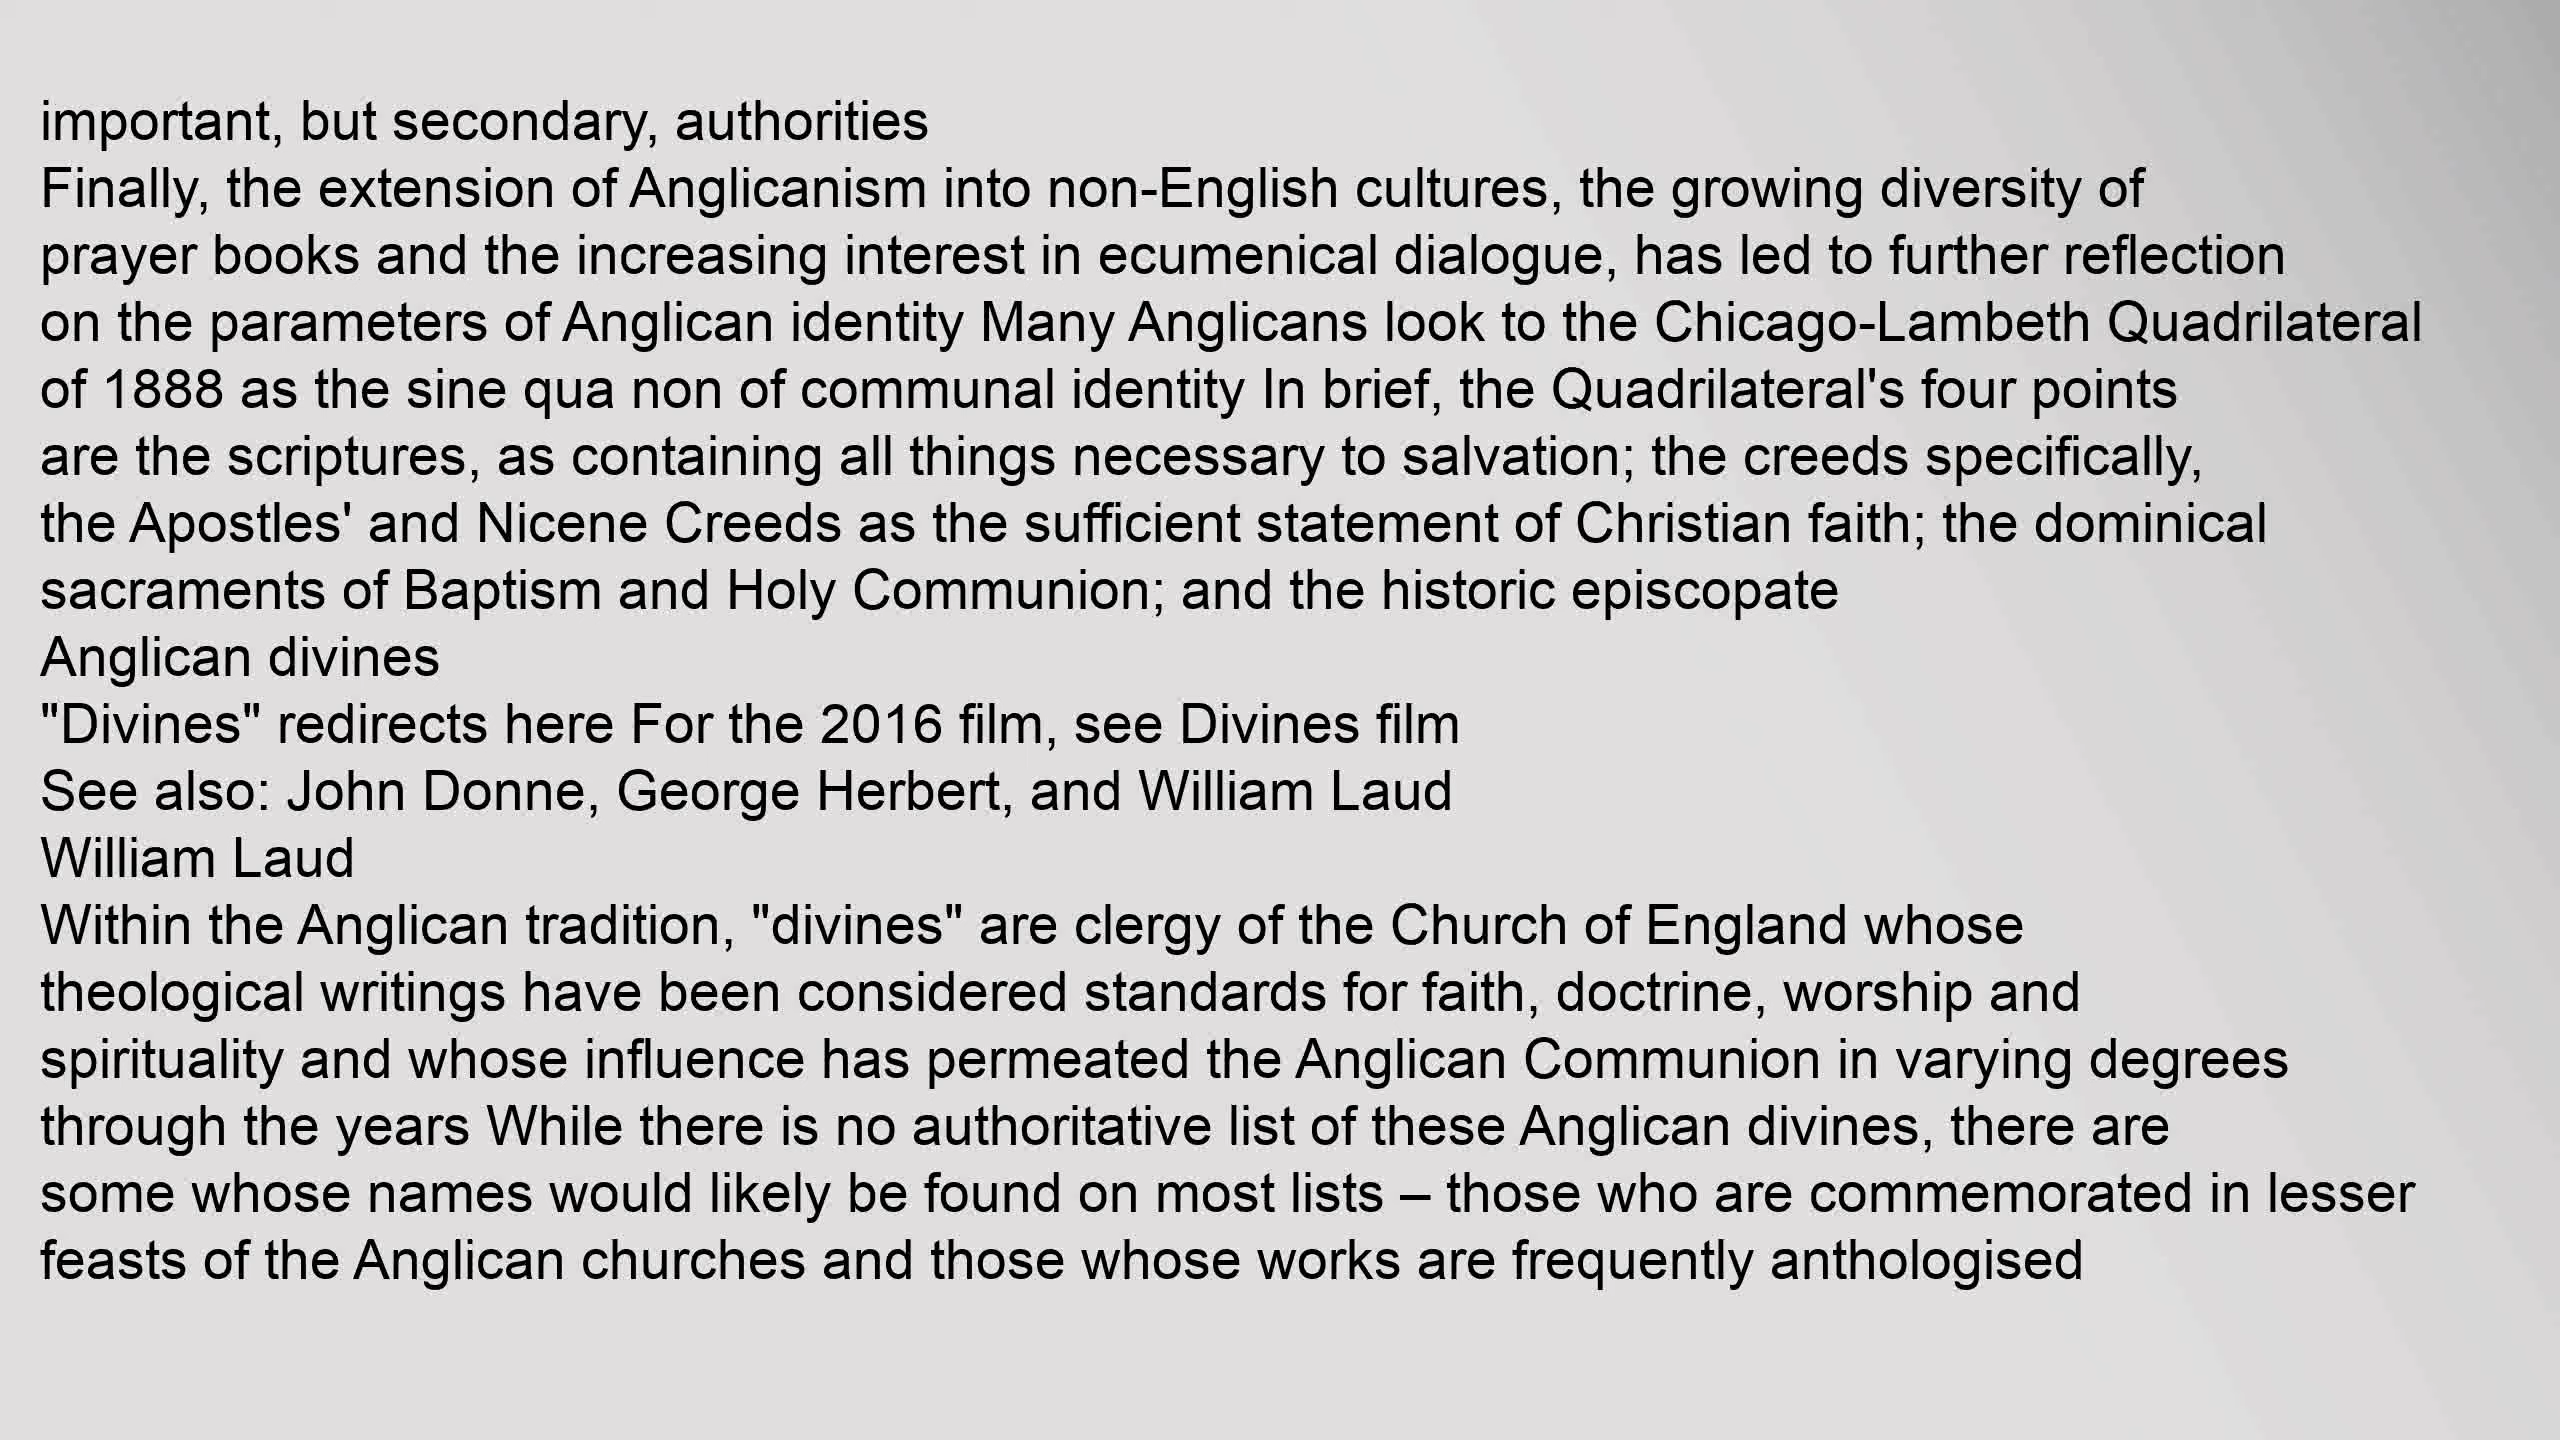 important, but secondary, authorities
Finally, the extension of Anglicanism into non-English cultures, the growing diversity of
prayer books and the increasing interest in ecumenical dialogue, has led to further reflection
on the parameters of Anglican identity Many Anglicans look to the Chicago-Lambeth Quadrilateral
of 1888 as the sine qua non of communal identity In brief, the Quadrilateral's four points
are the scriptures, as containing all things necessary to salvation; the creeds specifically,
the Apostles' and Nicene Creeds as the sufficient statement of Christian faith; the dominical
sacraments of Baptism and Holy Communion; and the historic episcopate
Anglican divines
"Divines" redirects here For the 2016 film, see Divines film
See also: John Donne, George Herbert, and William Laud
William Laud
Within the Anglican tradition, "divines" are clergy of the Church of England whose
theological writings have been considered standards for faith, doctrine, worship and
spirituality and whose influence has permeated the Anglican Communion in varying degrees
through the years While there is no authoritative list of these Anglican divines, there are
some whose names would likely be found on most lists – those who are commemorated in lesser
feasts of the Anglican churches and those whose works are frequently anthologised